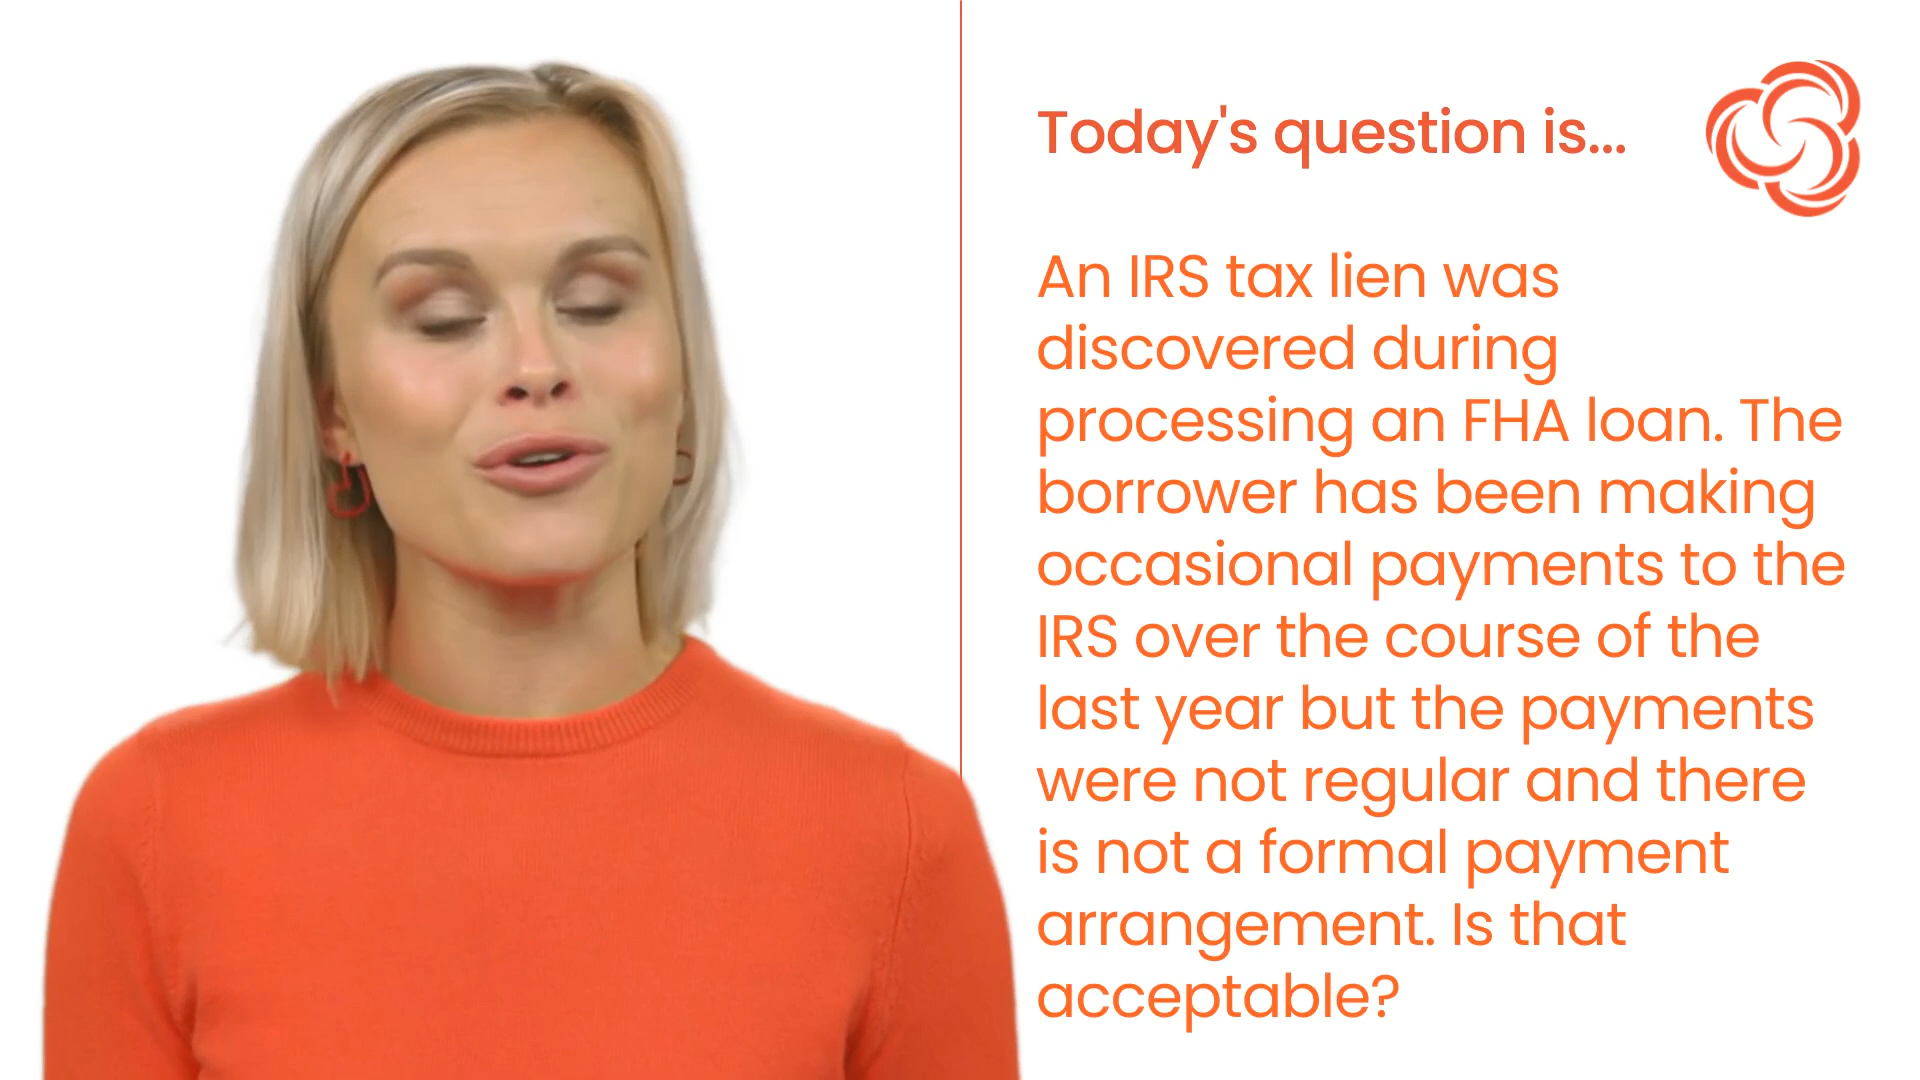 Today's question is...
An IRS tax lien was
discovered during
processing an FHA loan. The
borrower has been making
occasional payments to the
IRS over the course of the
last year but the payments
were not regular and there
is not a formal payment
arrangement. Is that
acceptable?